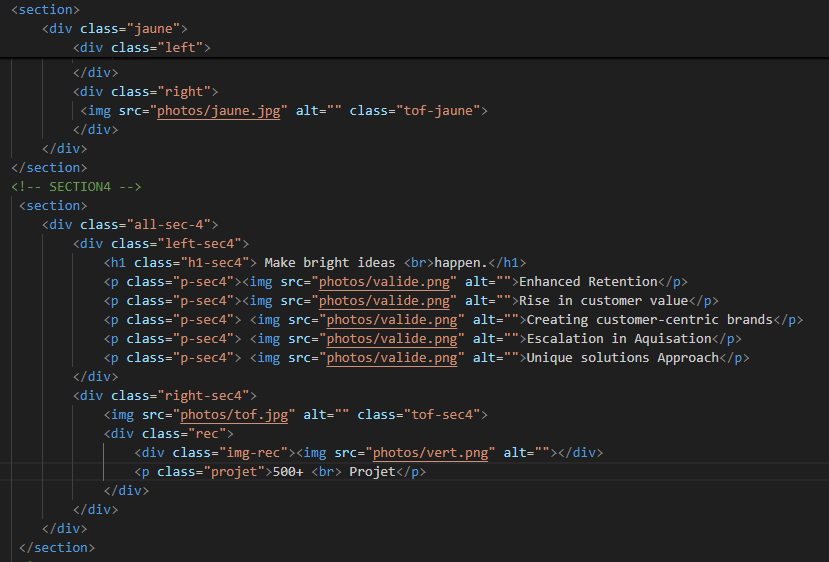 <section>
<div class="jaune">
<div class="left">
</div>
<div class="right">
<img src="photos/jaune.jpg" alt="" class="tof-jaune">
</div>
</div>
</section>
<!-- SECTION4 -->
<section>
<div class="all-sec-4">
<div class="left-sec4">
<h1 class="h1-sec4"> Make bright ideas <br>happen.</h1>
<p class="p-sec4"><img src="photos/valide.png" alt="">Enhanced Retention</p>
<p class="p-sec4"><img src="photos/valide.png" alt="">Rise in customer value</p>
<p class="p-sec4"> <img src="photos/valide.png" alt="">Creating customer-centric brands</p>
<p class="p-sec4"> <img src="photos/valide.png" alt="">Escalation in Aquisation</p>
<p class="p-sec4"> <img src="photos/valide.png" alt="">Unique solutions Approach</p>
</div>
<div class="right-sec4">
<img src="photos/tof.jpg" alt="" class="tof-sec4">
<div class="rec">
<div class="img-rec"><img src="photos/vert.png" alt=""></div>
<p class="projet">500+ <br> Projet</p>
</div>
</div>
</div>
</section>